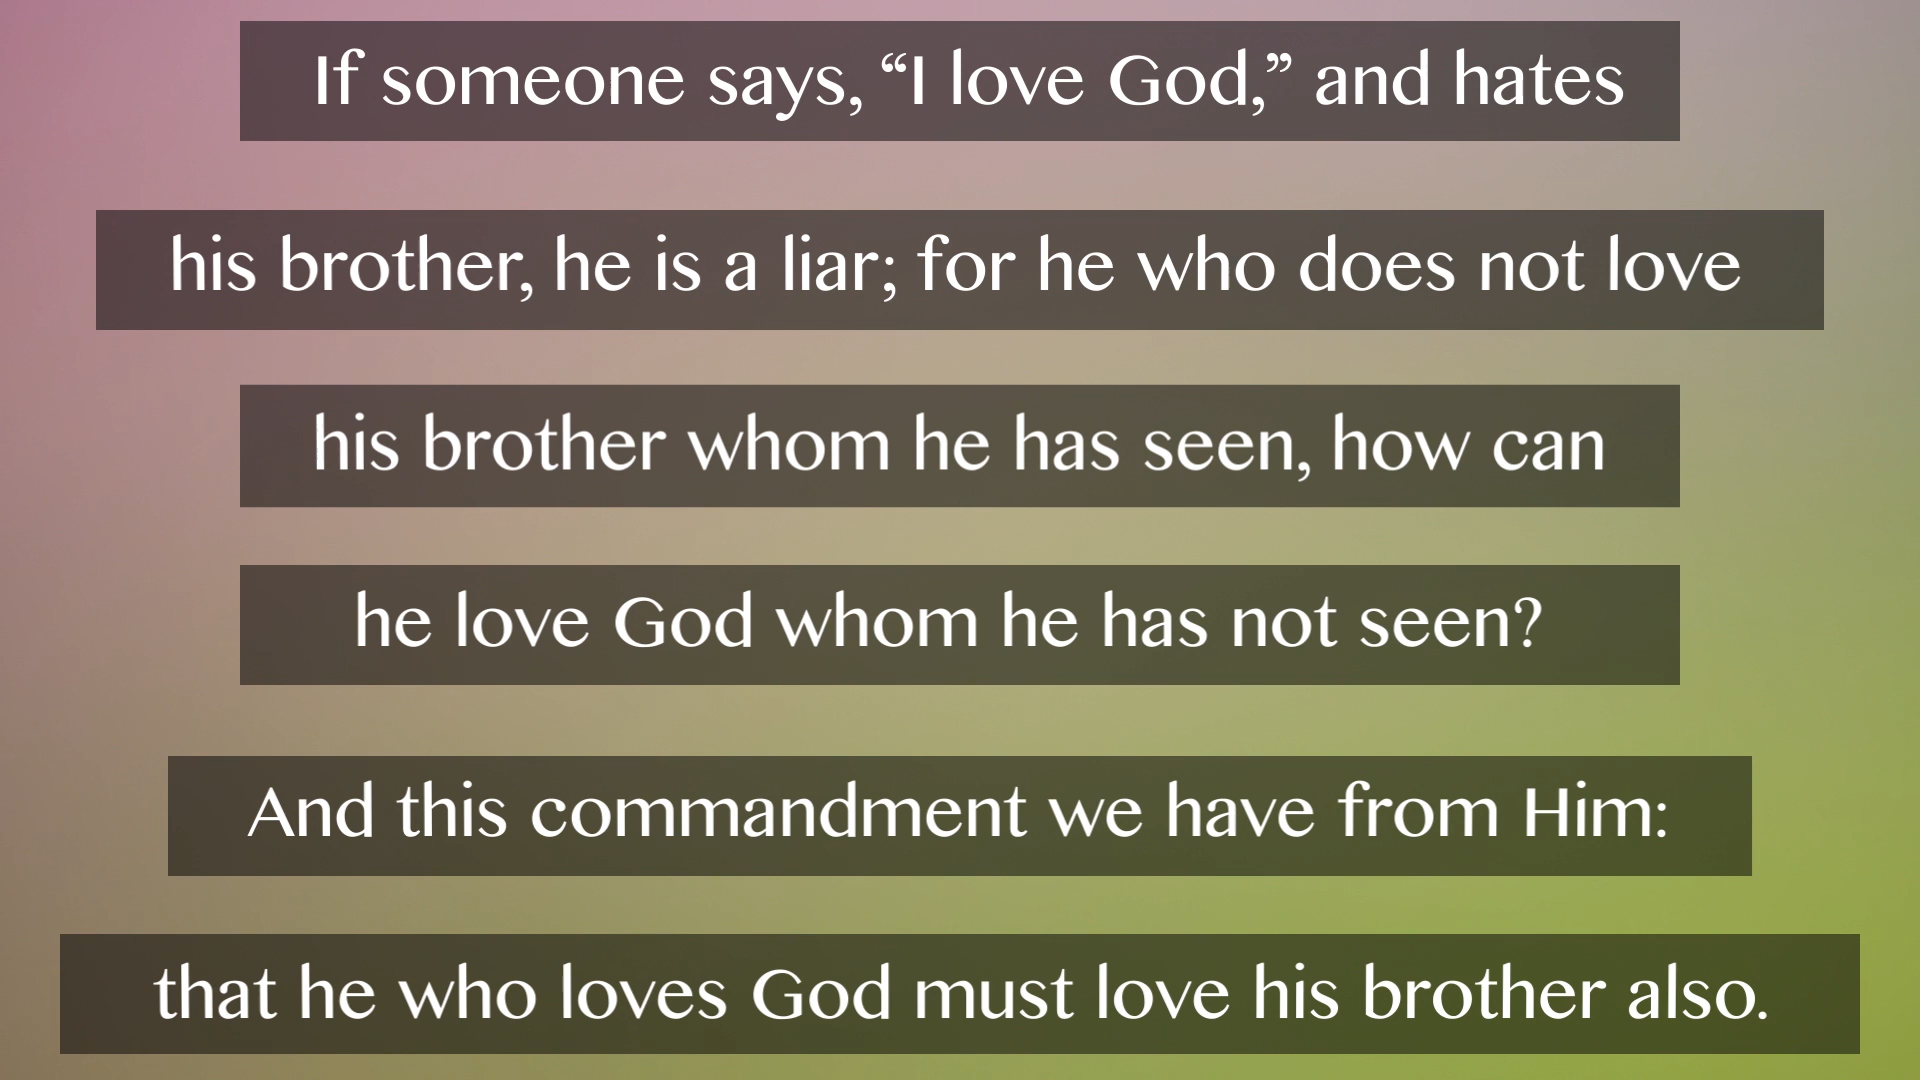 If someone says, “I love God,” and hates
his brother, he is a liar; for he who does not love
his brother whom he has seen, how can
he love God whom he has not seen?
And this commandment we have from Him:
that he who loves God must love his brother also.